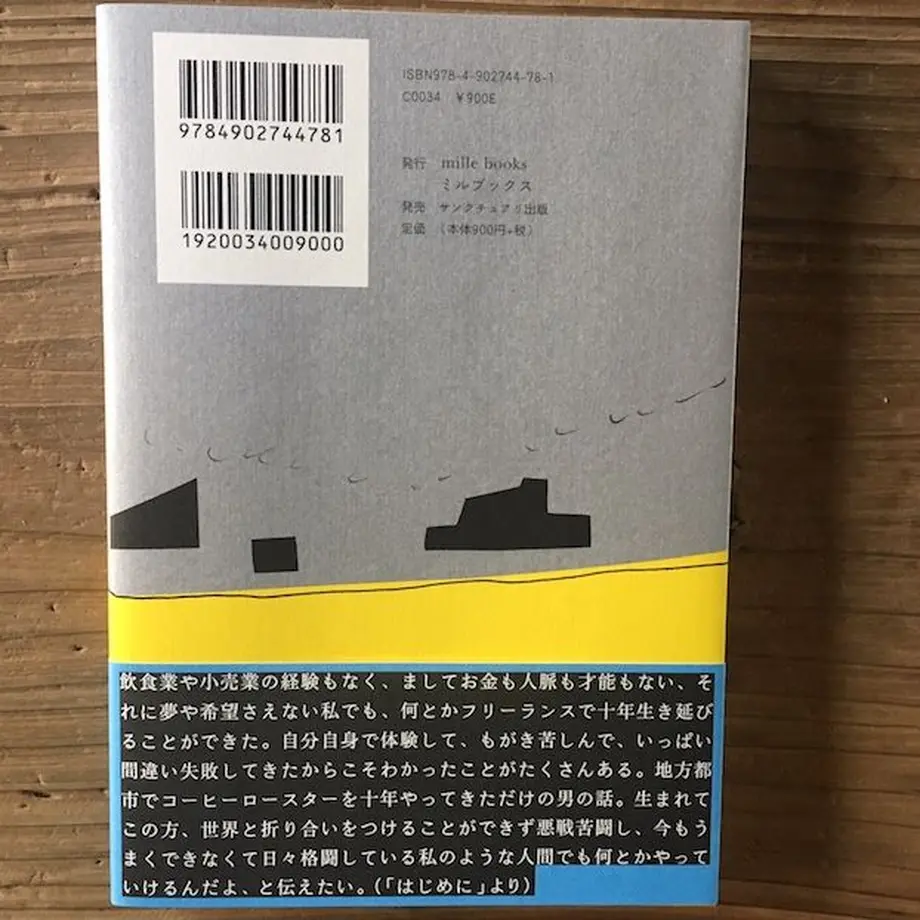 9784902744781
1920034009000
ISBN978-4-902744-78-1
C0034 ¥900E
発行 mille books
ミルブックス
発売 サンクチュアリ出版
定価 （本体900円+税）
飲食業や小売業の経験もなく、ましてお金も人脈も才能もない、そ
れに夢や希望さえない私でも、何とかフリーランスで十年生き延び
ることができた。自分自身で体験して、もがき苦しんで、いっぱい
間違い失敗してきたからこそわかったことがたくさんある。地方都
市でコーヒーロースターを十年やってきただけの男の話。生まれて
この方、世界と折り合いをつけることができず悪戦苦闘し、今もう
まくできなくて日々格闘している私のような人間でも何とかやって
いけるんだよ、と伝えたい。（「はじめに」より）